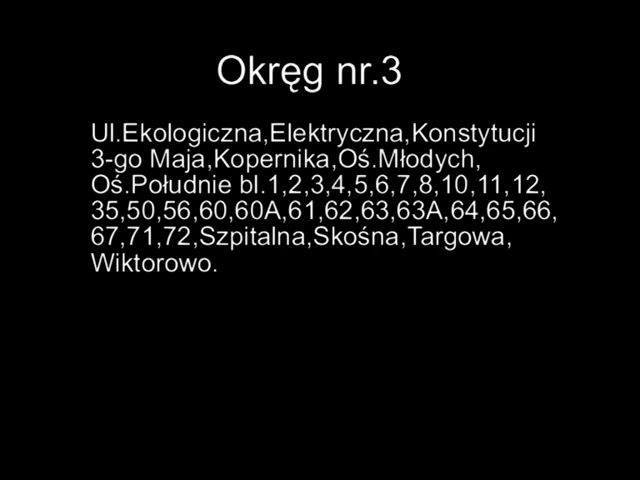 Okręg nr.3
Ul.Ekologiczna,Elektryczna,Konstytucji
3-go Maja,Kopernika,Oś.Młodych,
Oś.Południe bl.1,2,3,4,5,6,7,8,10,11,12,
35,50,56,60,60A,61,62,63,63A,64,65,66,
67,71,72,Szpitalna,Skośna,Targowa,
Wiktorowo.